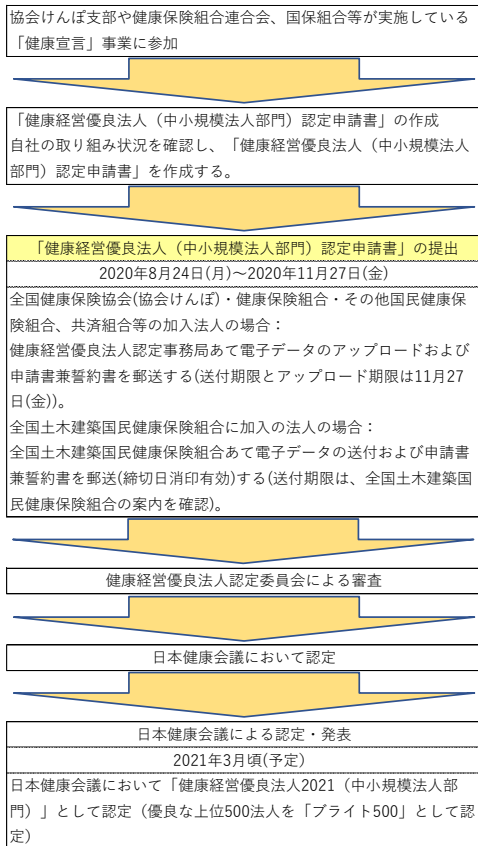 協会けんぽ支部や健康保険組合連合会、国保組合等が実施している
「健康宣言」事業に参加
「健康経営優良法人（中小規模法人部門）認定申請書」の作成
自社の取り組み状況を確認し、「健康経営優良法人（中小規模法人
部門）認定申請書」を作成する。
「健康経営優良法人（中小規模法人部門）認定申請書」の提出
2020年8月24日(月)～2020年11月27日(金)
全国健康保険協会(協会けんぽ)・健康保険組合・その他国民健康保
険組合、共済組合等の加入法人の場合：
健康経営優良法人認定事務局あて電子データのアップロードおよび
申請書兼誓約書を郵送する(送付期限とアップロード期限は11月27
日(金))。
全国土木建築国民健康保険組合に加入の法人の場合：
全国土木建築国民健康保険組合あて電子データの送付および申請書
兼誓約書を郵送(締切日消印有効)する(送付期限は、全国土木建築国
民健康保険組合の案内を確認)。
健康経営優良法人認定委員会による審査
日本健康会議において認定
日本健康会議による認定・発表
2021年3月頃(予定)
日本健康会議において「健康経営優良法人2021（中小規模法人部
門）」として認定（優良な上位500法人を「ブライト500」として認
定）